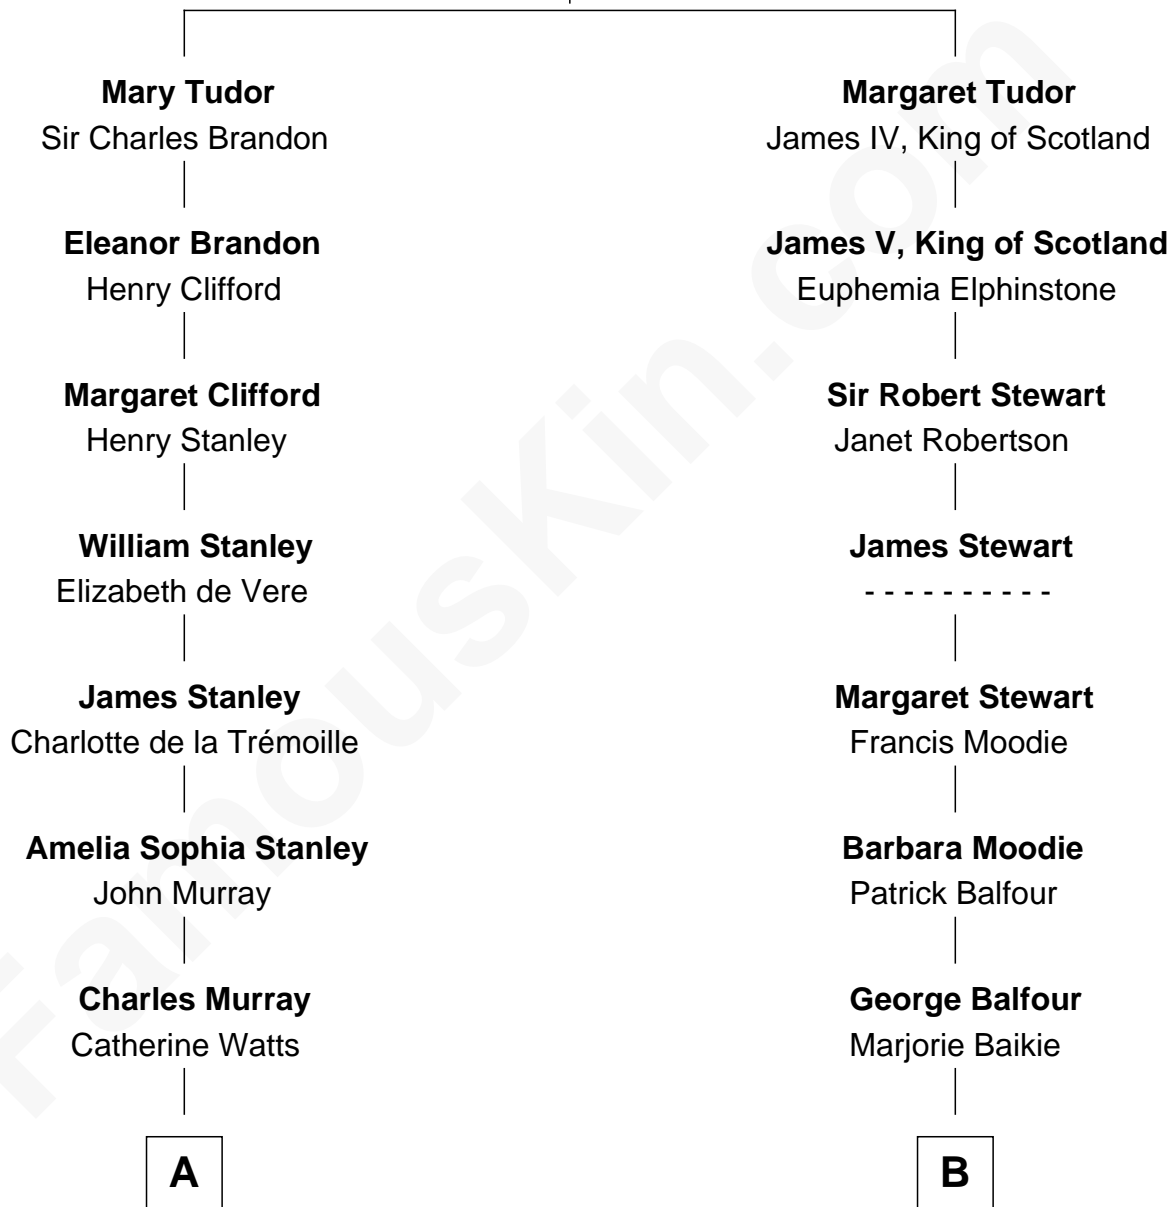 Mary Tudor
Sir Charles Brandon
Margaret Tudor
James IV, King of Scotland
Eleanor Brandon
Henry Clifford
James V, King of Scotland
Euphemia Elphinstone
Margaret Clifford
Henry Stanley
Sir Robert Stewart
Janet Robertson
William Stanley
Elizabeth de Vere
James Stewart
- - - - - - - - - -
James Stanley
Charlotte de la Trémoille
Margaret Stewart
Francis Moodie
Amelia Sophia Stanley
John Murray
Barbara Moodie
Patrick Balfour
Charles Murray
Catherine Watts
George Balfour
Marjorie Baikie
A
B
FamousKin.com